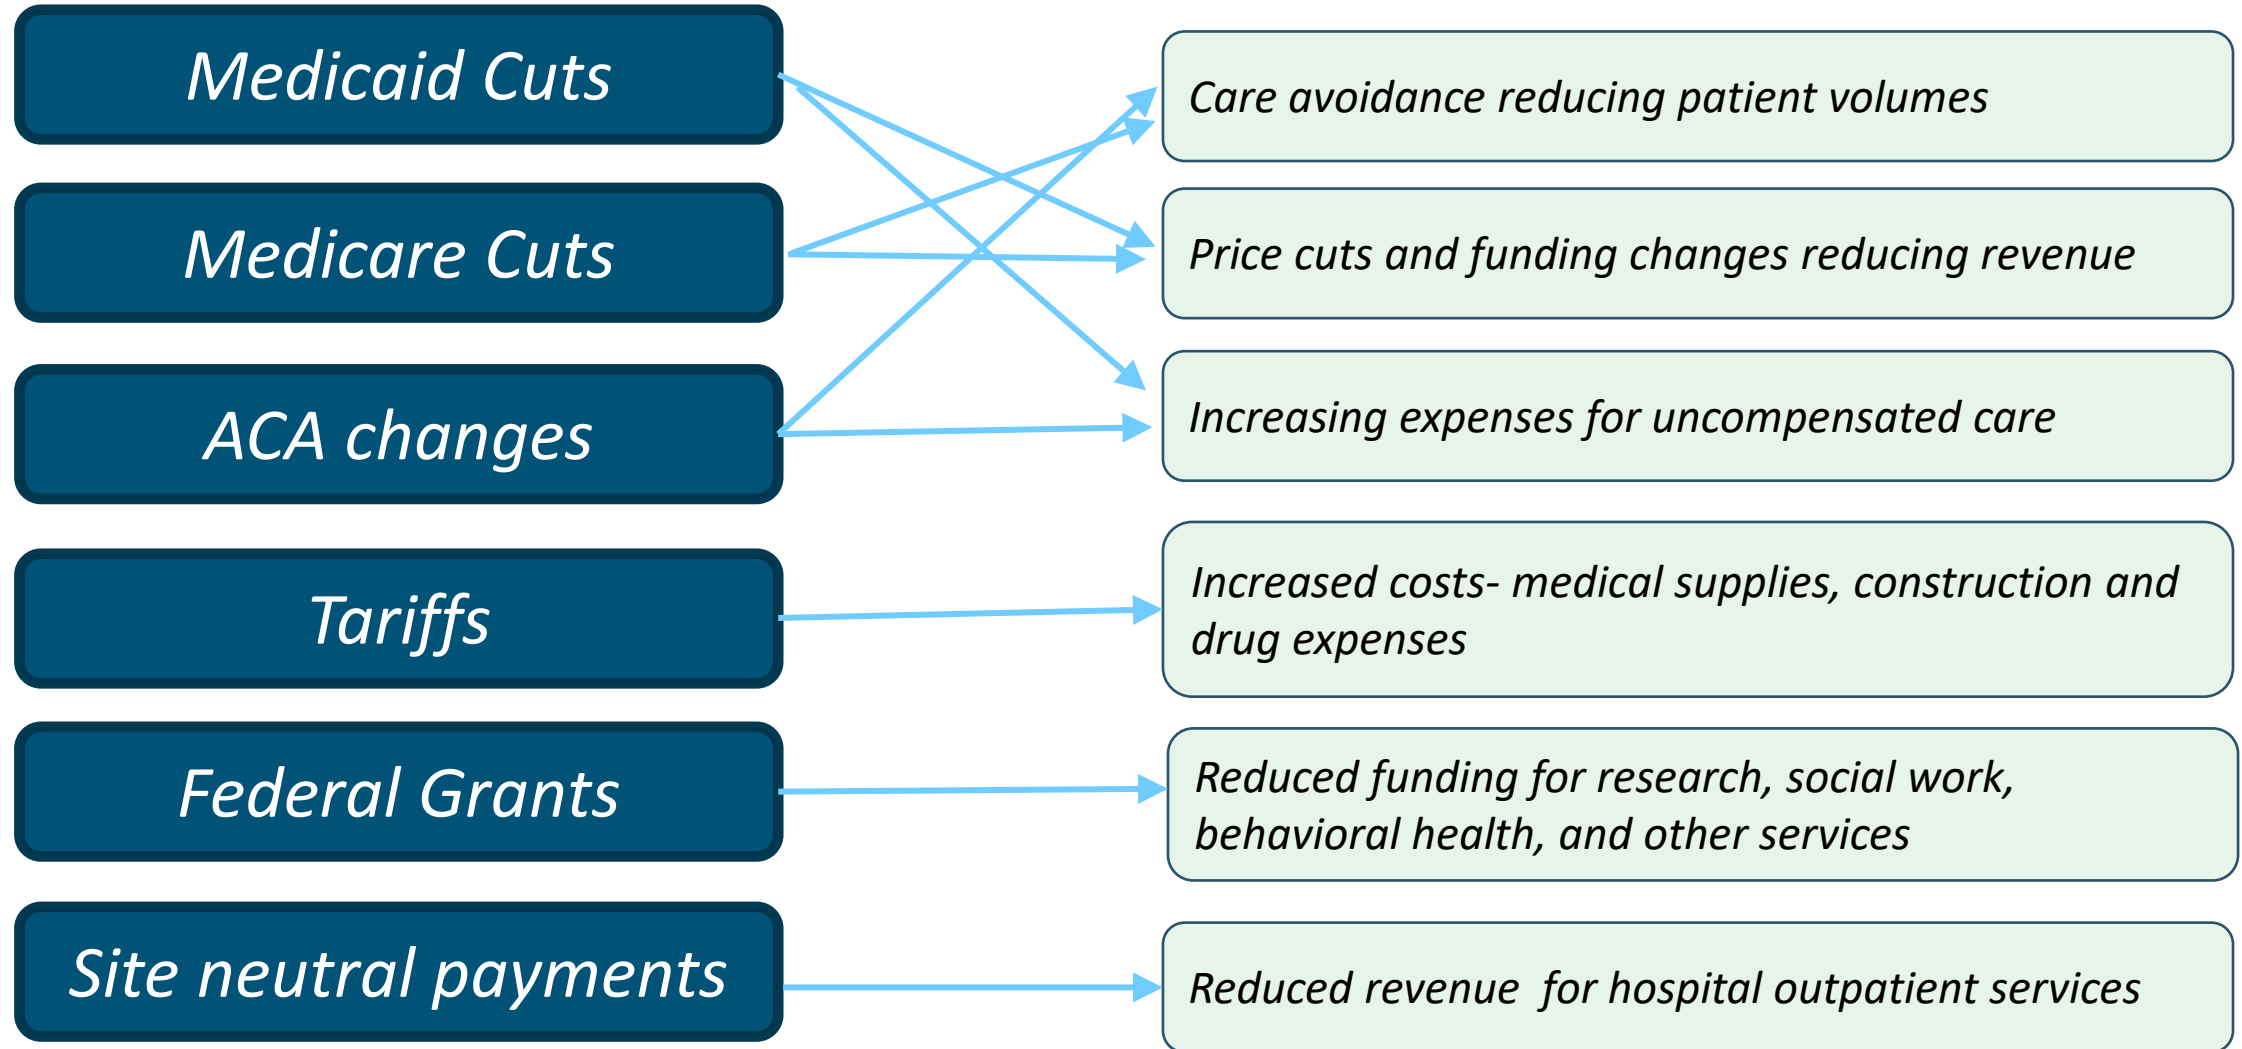 Medicaid Cuts
Care avoidance reducing patient volumes
Medicare Cuts
Price cuts and funding changes reducing revenue
ACA changes
Increasing expenses for uncompensated care
Tariffs
Increased costs- medical supplies, construction and
drug expenses
Federal Grants
Reduced funding for research, social work,
behavioral health, and other services
Site neutral payments
Reduced revenue  for hospital outpatient services